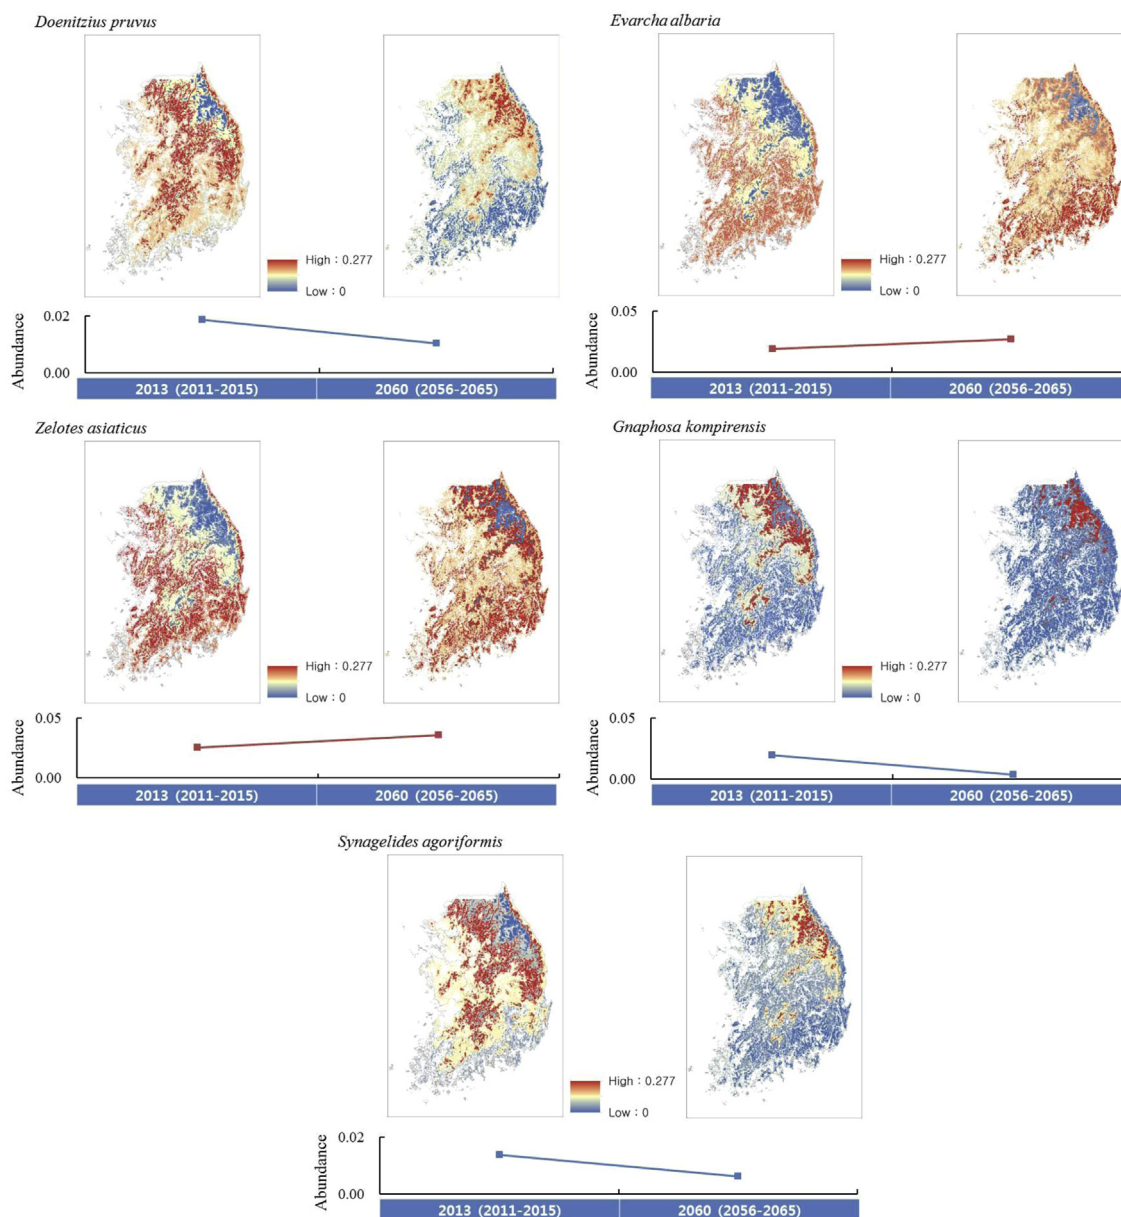 Doenitzius pruvus
Evarcha albaria
High : 0.277
Low : 0
High : 0.277
Low : 0
Abundance
0.02
0.00
2013 (2011-2015)
2060 (2056-2065)
Abundance
0.05
0.00
2013 (2011-2015)
2060 (2056-2065)
Zelotes asiaticus
Gnaphosa kompirensis
High : 0.277
Low : 0
High : 0.277
Low : 0
Abundance
0.05
0.00
2013 (2011-2015)
2060 (2056-2065)
Abundance
0.05
0.00
2013 (2011-2015)
2060 (2056-2065)
Synagelides agoriformis
High : 0.277
Low : 0
Abundance
0.02
0.00
2013 (2011-2015)
2060 (2056-2065)